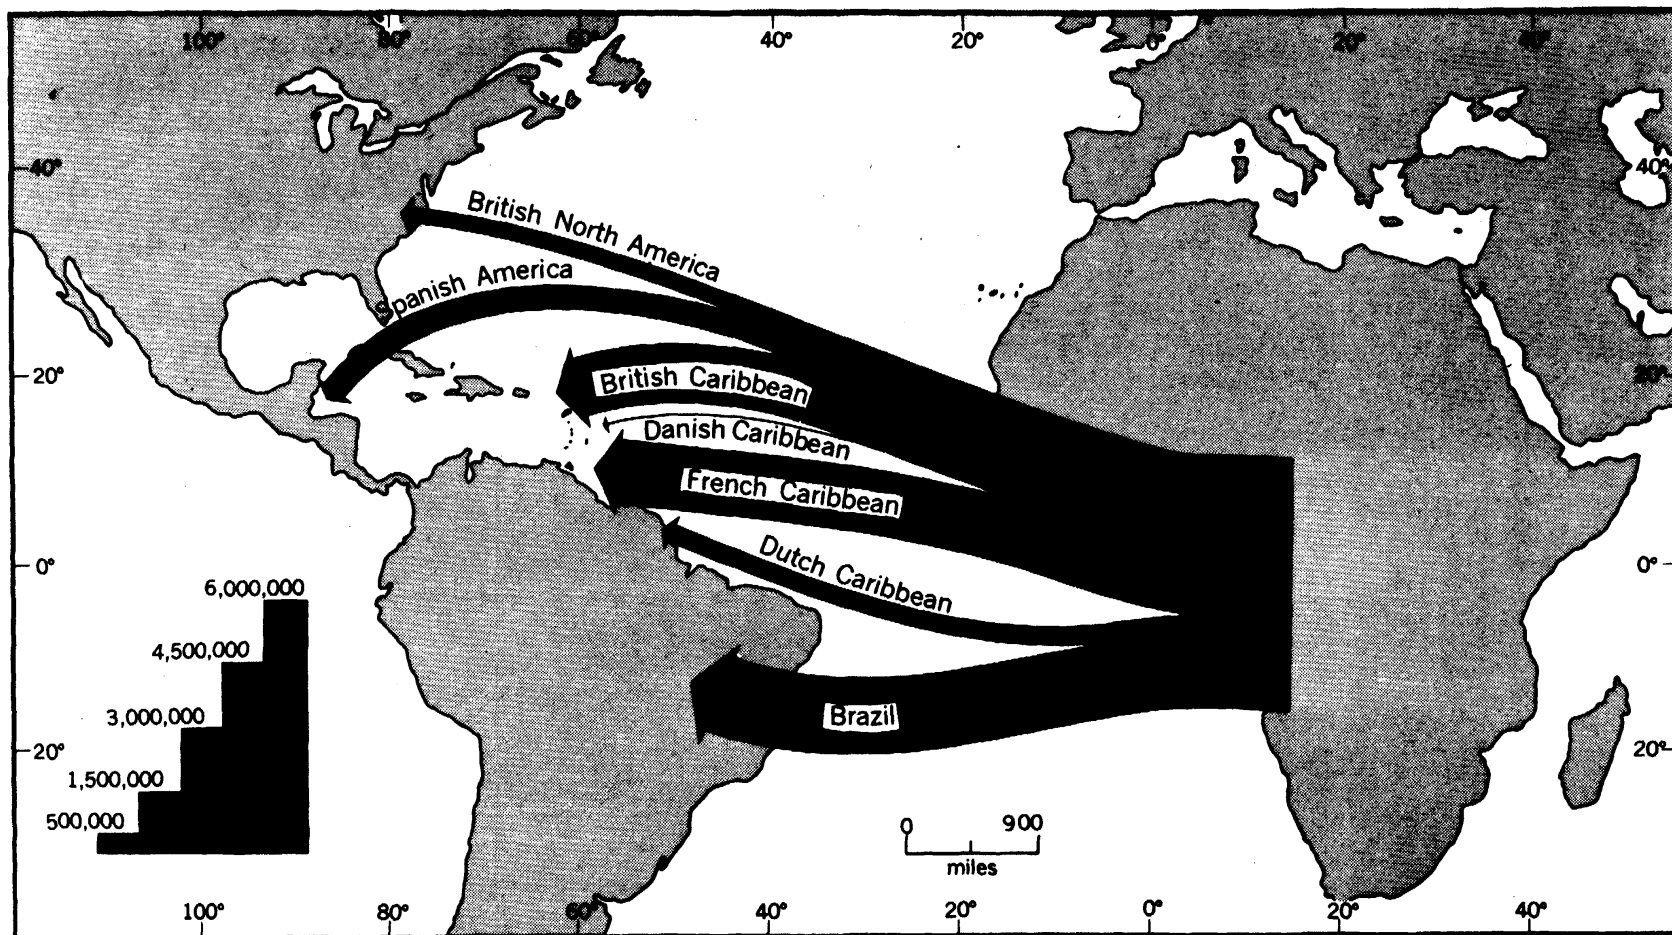 100° 80° 60° 40° 20° 0° 20° 40°
40° 40°
British North America
Spanish America
20° 20°
British Caribbean
Danish Caribbean
French Caribbean
Dutch Caribbean
0° 0°
6,000,000
4,500,000
3,000,000
1,500,000
500,000
Brazil
20° 20°
0 900
miles
100° 80° 60° 40° 20° 0° 20° 40°